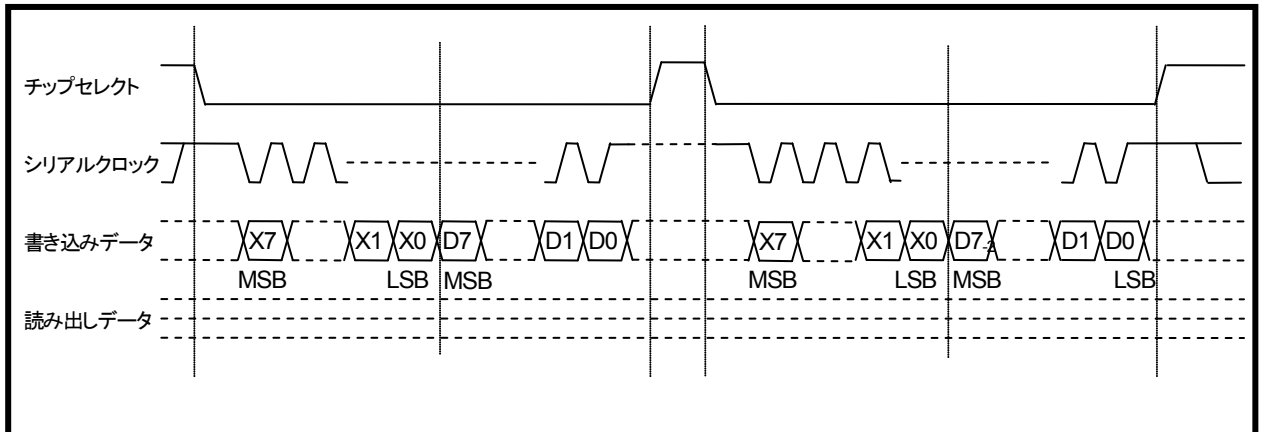 チップセレクト
シリアルクロック
書き込みデータ X7 X1 X0 D7 D1 D0 X7 X1 X0 D7-2 D1 D0
MSB LSB MSB MSB LSB MSB LSB
読み出しデータ